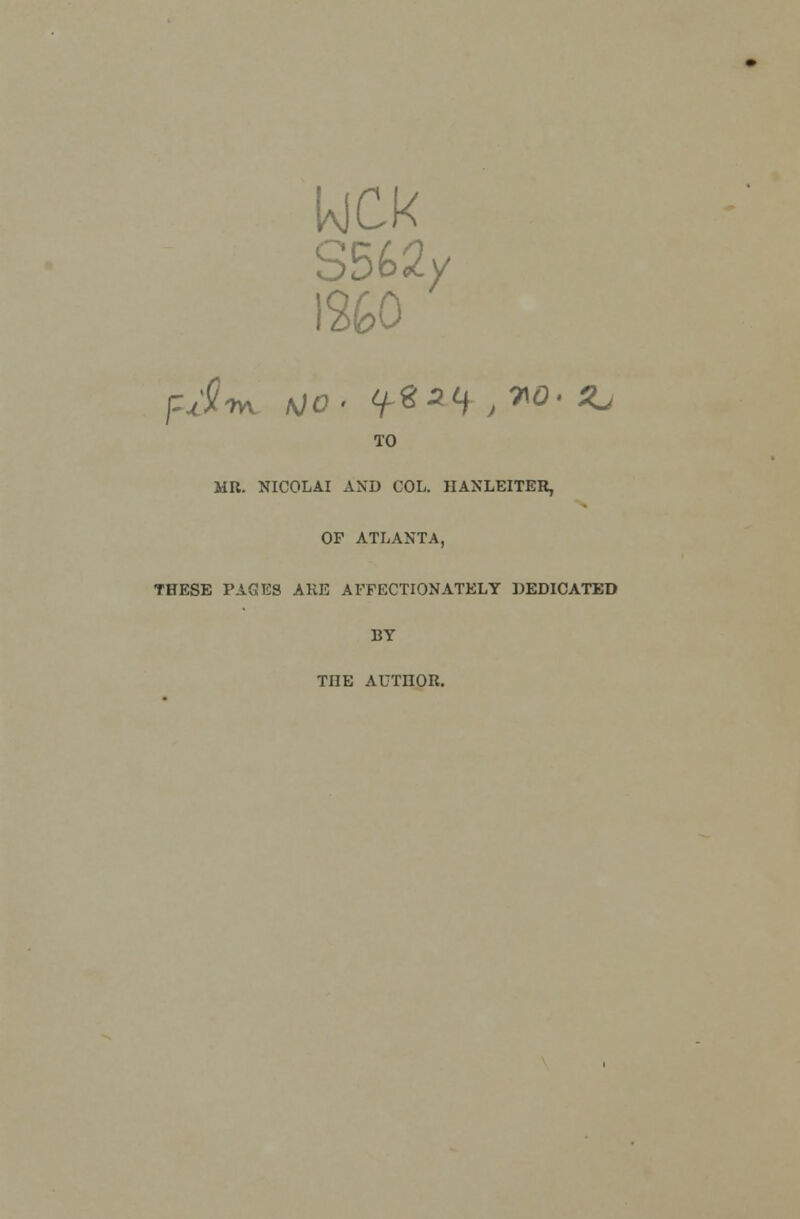 WCK
S562y
1860
film NO. 4824, no. 2
TO
MR. NICOLAI AND COL. HANLEITER,
OF ATLANTA,
THESE PAGES ARE AFFECTIONATELY DEDICATED
BY
THE AUTHOR.